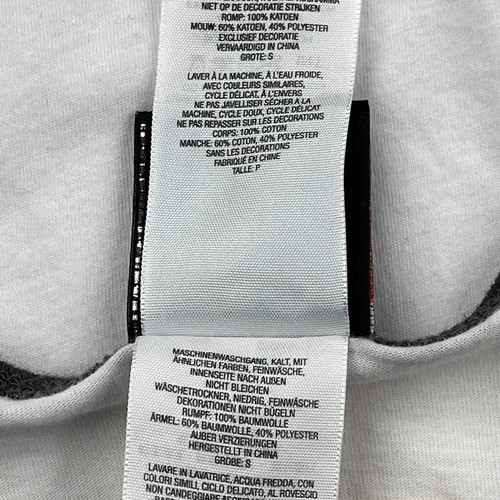 NIET OP DE DECORATIE STRIJKEN
ROMP: 100% KATOEN
MOUW: 60% KATOEN, 40% POLYESTER
EXCLUSIEF DECORATIE
VERVAARDIGD IN CHINA
GROTE: S
LAVER À LA MACHINE, À L'EAU FROIDE,
AVEC COULEURS SIMILAIRES,
CYCLE DÉLICAT, À L'ENVERS
NE PAS JAVELLISER SÉCHER À LA
MACHINE, CYCLE DOUX, CYCLE DÉLICAT
NE PAS REPASSER SUR LES DECORATIONS
CORPS: 100% COTON
MANCHE: 60% COTON, 40% POLYESTER
SANS LES DECORATIONS
FABRIQUÉ EN CHINE
TALLE: P
MASCHINENWASCHGANG, KALT, MIT
ÄHNLICHEN FARBEN, FEINWÄSCHE,
INNENSEITE NACH AUßEN
NICHT BLEICHEN
WÄSCHETROCKNER, NIEDRIG, FEINWÄSCHE
DEKORATIONEN NICHT BÜGELN
RUMPF: 100% BAUMWOLLE
ÄRMEL: 60% BAUMWOLLE, 40% POLYESTER
AUßER VERZIERUNGEN
HERGESTELLT IN CHINA
GRÖßE: S
LAVARE IN LAVATRICE, ACQUA FREDDA, CON
COLORI SIMILI, CICLO DELICATO, AL ROVESCIO
NON CANDEGGIARE